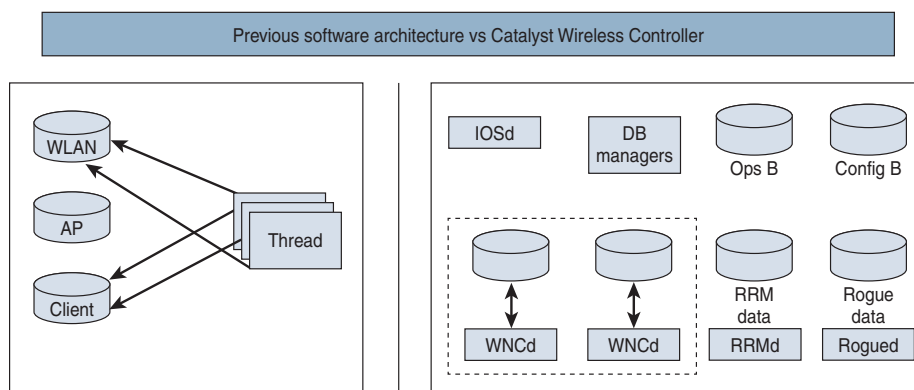 Previous software architecture vs Catalyst Wireless Controller
WLAN
AP
Client
Thread
IOSd
DB
managers
Ops B
Config B
RRM
data
Rogue
data
WNCd
WNCd
RRMd
Rogued